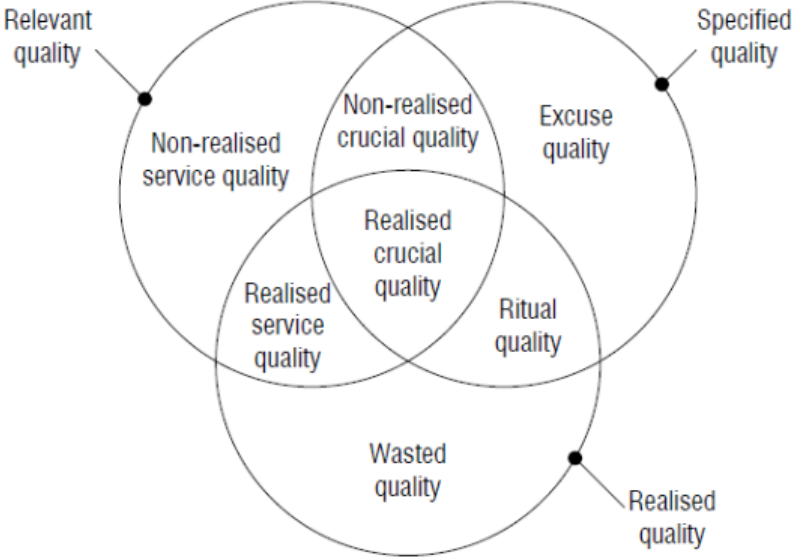 Relevant
quality
Specified
quality
Non-realised
crucial quality
Excuse
quality
Non-realised
service quality
Realised
crucial
quality
Realised
service
quality
Ritual
quality
Wasted
quality
Realised
quality